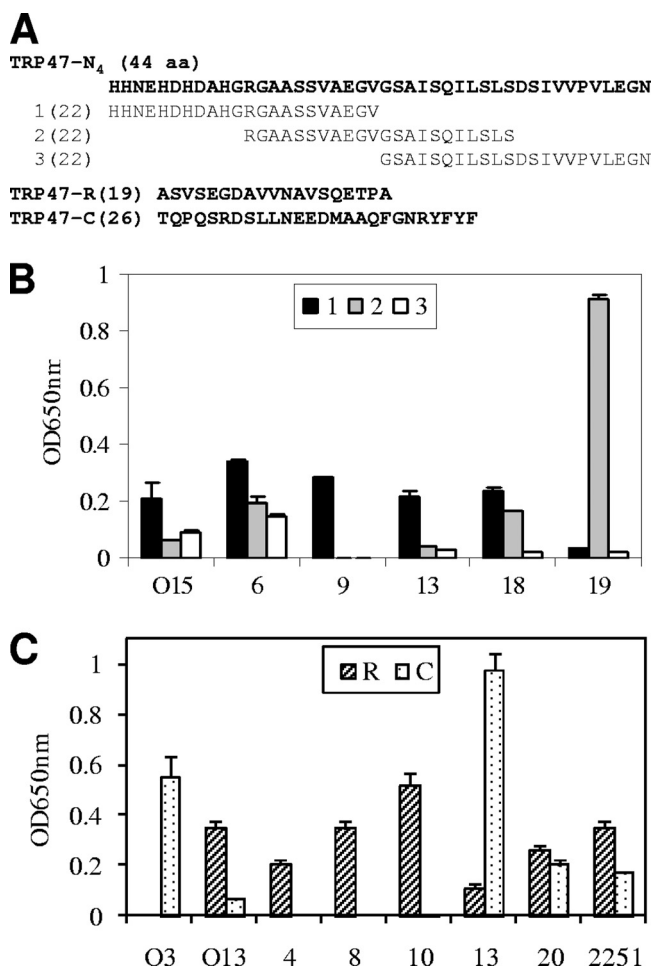 A
TRP47-N4 (44 aa)
HHNEHDHDAHGRGAASSVAEGVGSAISQILSLSDSIVVPVLEGN
1(22) HHNEHDHDAHGRGAASSVAEGV
2(22) RGAASSVAEGVGSAISQILSLS
3(22) GSAISQILSLSDSIVVPVLEGN
TRP47-R(19) ASVSEGDAVVNAVSQETPA
TRP47-C(26) TQPQSRDSLLNEEDMAAQFGNRYFYF
B
1 2 3
OD650nm
1
0.8
0.6
0.4
0.2
0
O15 6 9 13 18 19
C
R C
OD650nm
1
0.8
0.6
0.4
0.2
0
O3 O13 4 8 10 13 20 2251